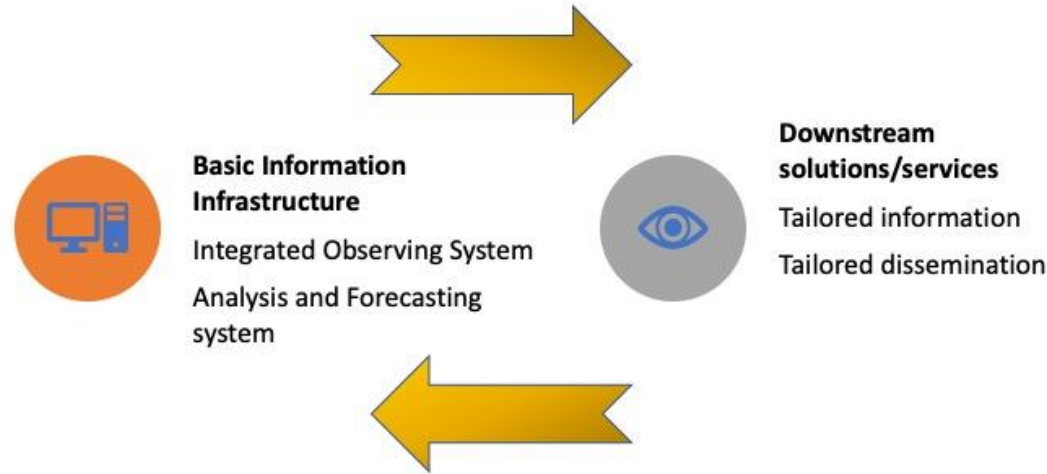 Basic Information
Infrastructure
Integrated Observing System
Analysis and Forecasting
system
Downstream
solutions/services
Tailored information
Tailored dissemination